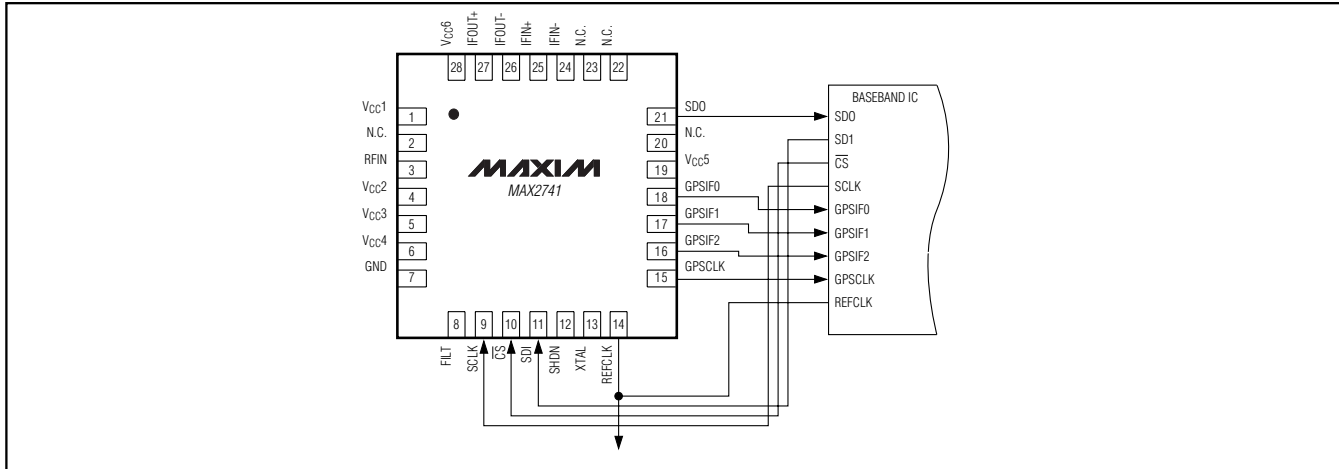 VCC6
IFOUT+
IFOUT-
IFIN+
IFIN-
N.C.
N.C.
28
27
26
25
24
23
22
VCC1
1
N.C.
2
RFIN
3
VCC2
4
VCC3
5
VCC4
6
GND
7
MAXIM
MAX2741
21
SDO
20
N.C.
19
VCC5
18
GPSIF0
17
GPSIF1
16
GPSIF2
15
GPSCLK
8
9
10
11
12
13
14
FILT
SCLK
C̅S̅
SDI
SHDN
XTAL
REFCLK
BASEBAND IC
SDO
SD1
C̅S̅
SCLK
GPSIF0
GPSIF1
GPSIF2
GPSCLK
REFCLK